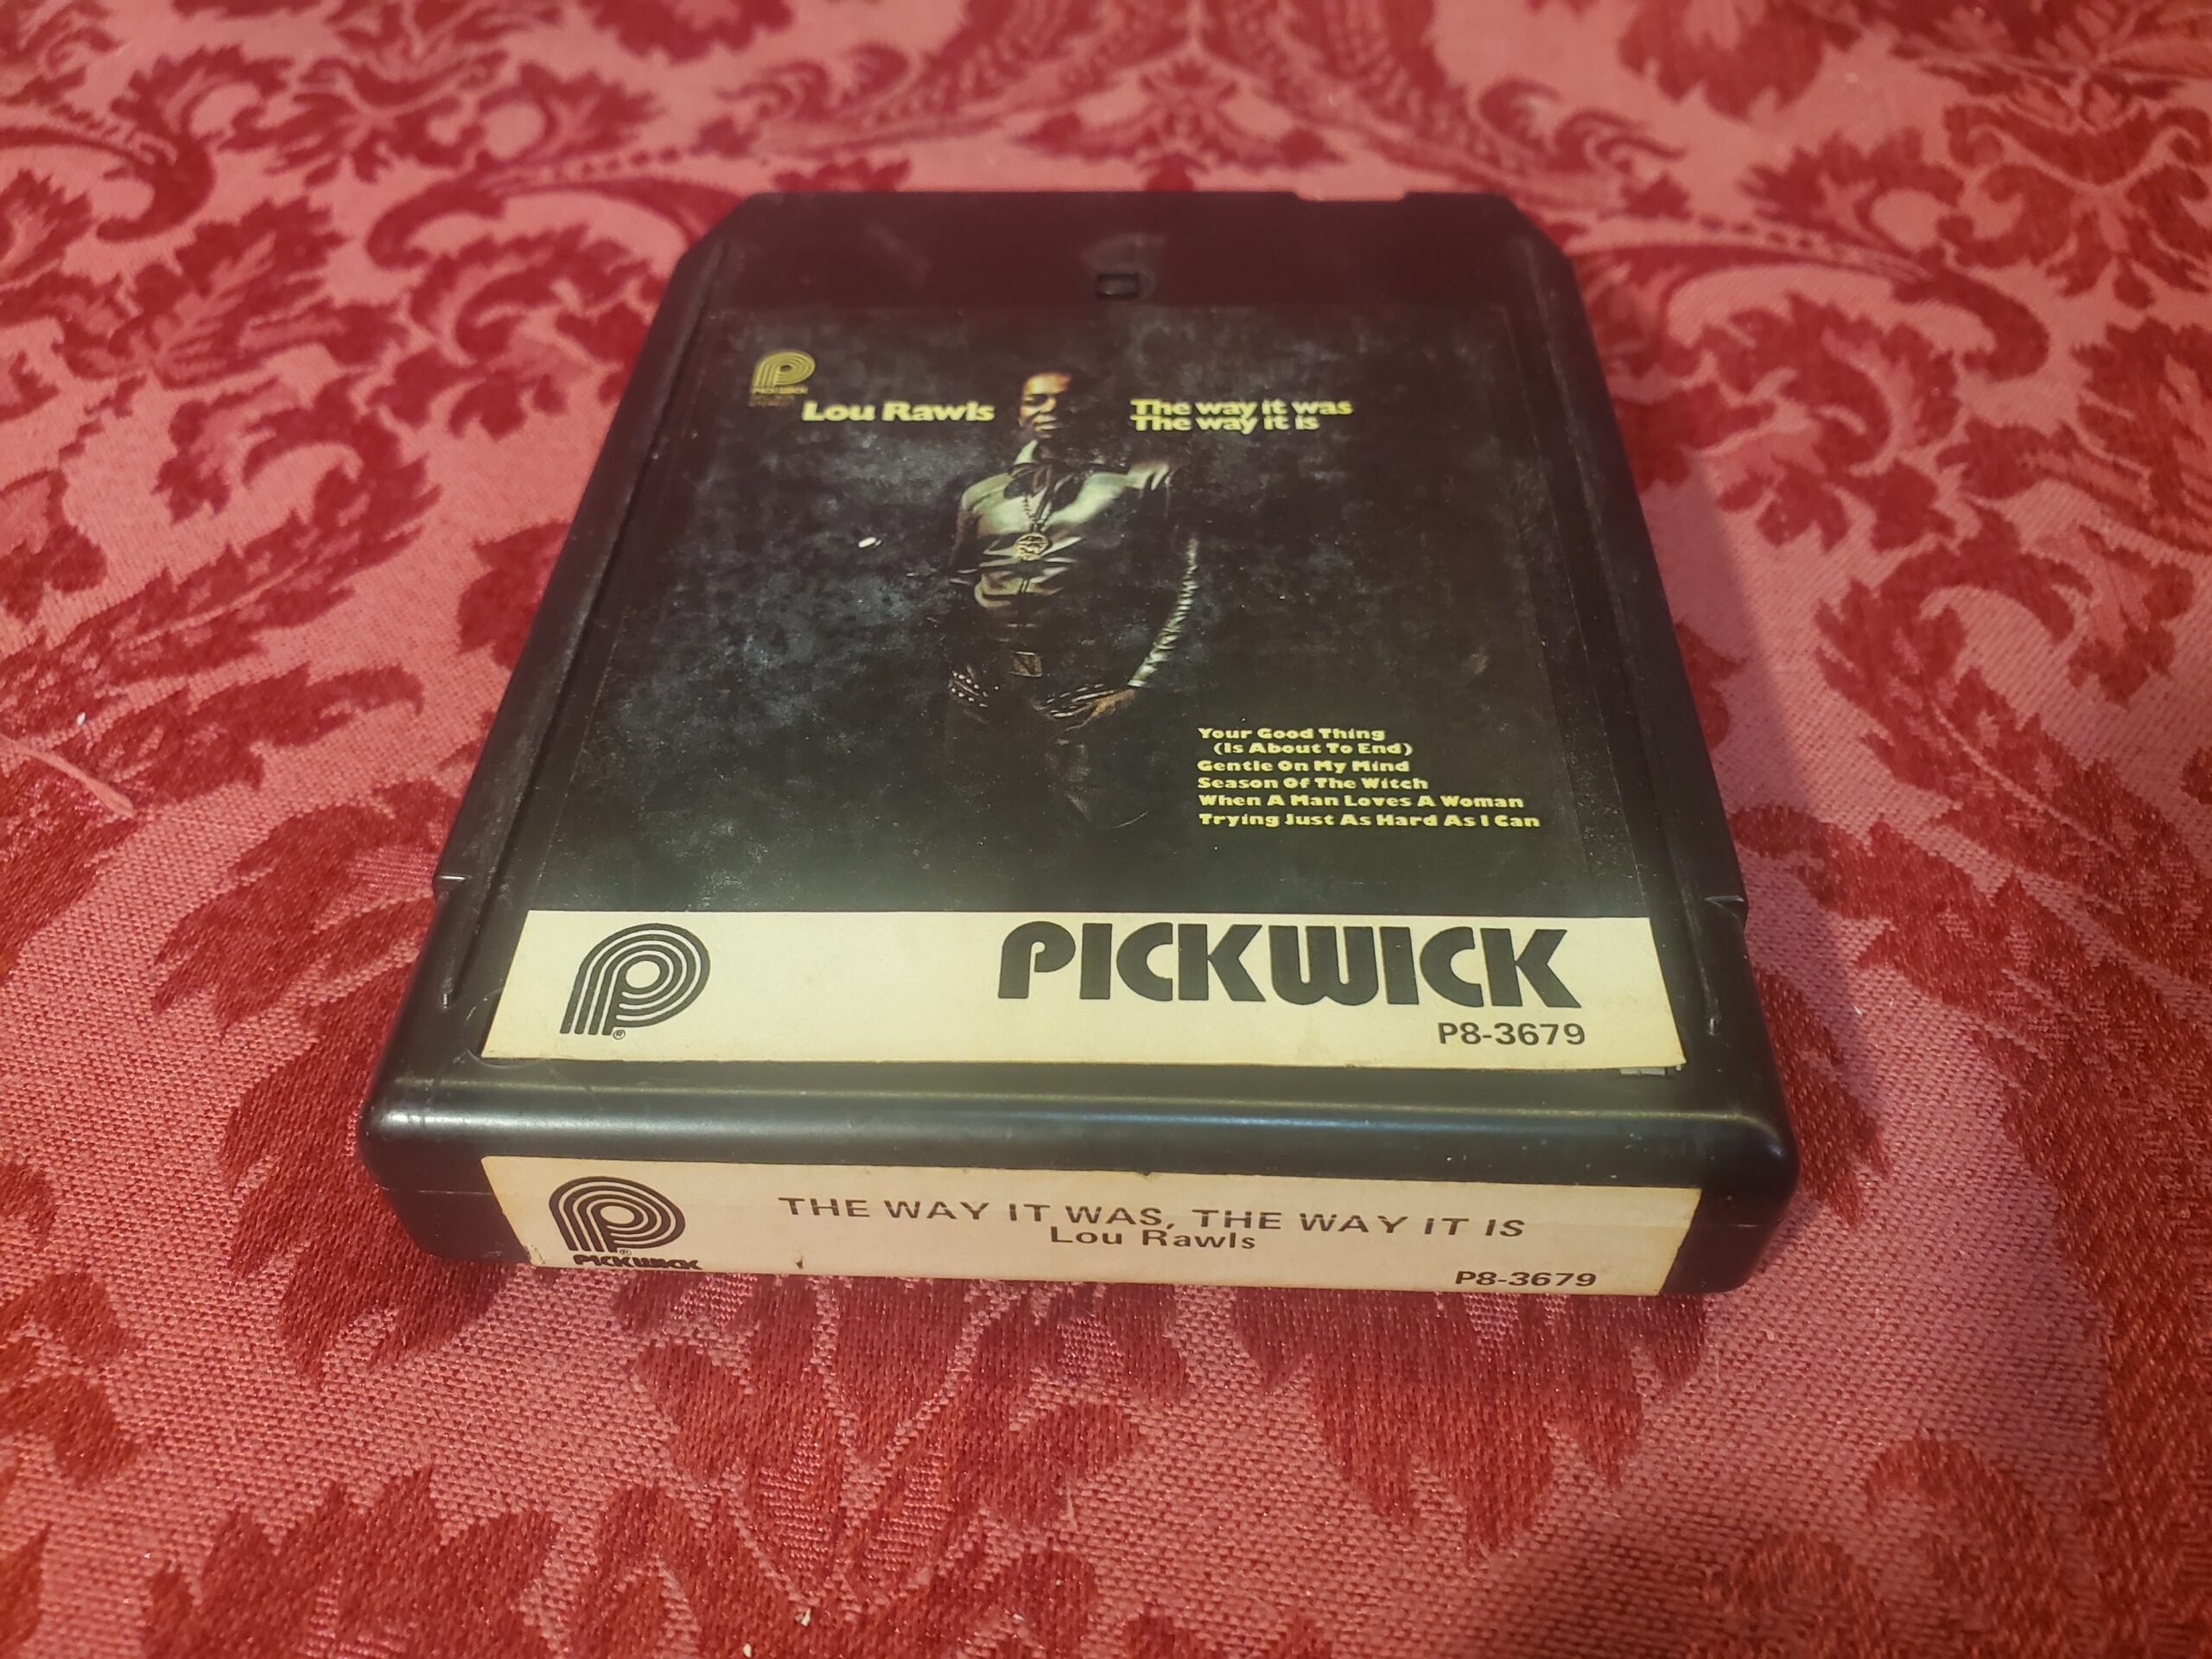 PICKWICK
Lou Rawls
The way it was
The way it is
Your Good Thing
(Is About To End)
Gentle On My Mind
Season Of The Witch
When A Man Loves A Woman
Trying Just As Hard As I Can
P
PICKWICK
P8-3679
THE WAY IT WAS, THE WAY IT IS
Lou Rawls
PICKWICK
P8-3679